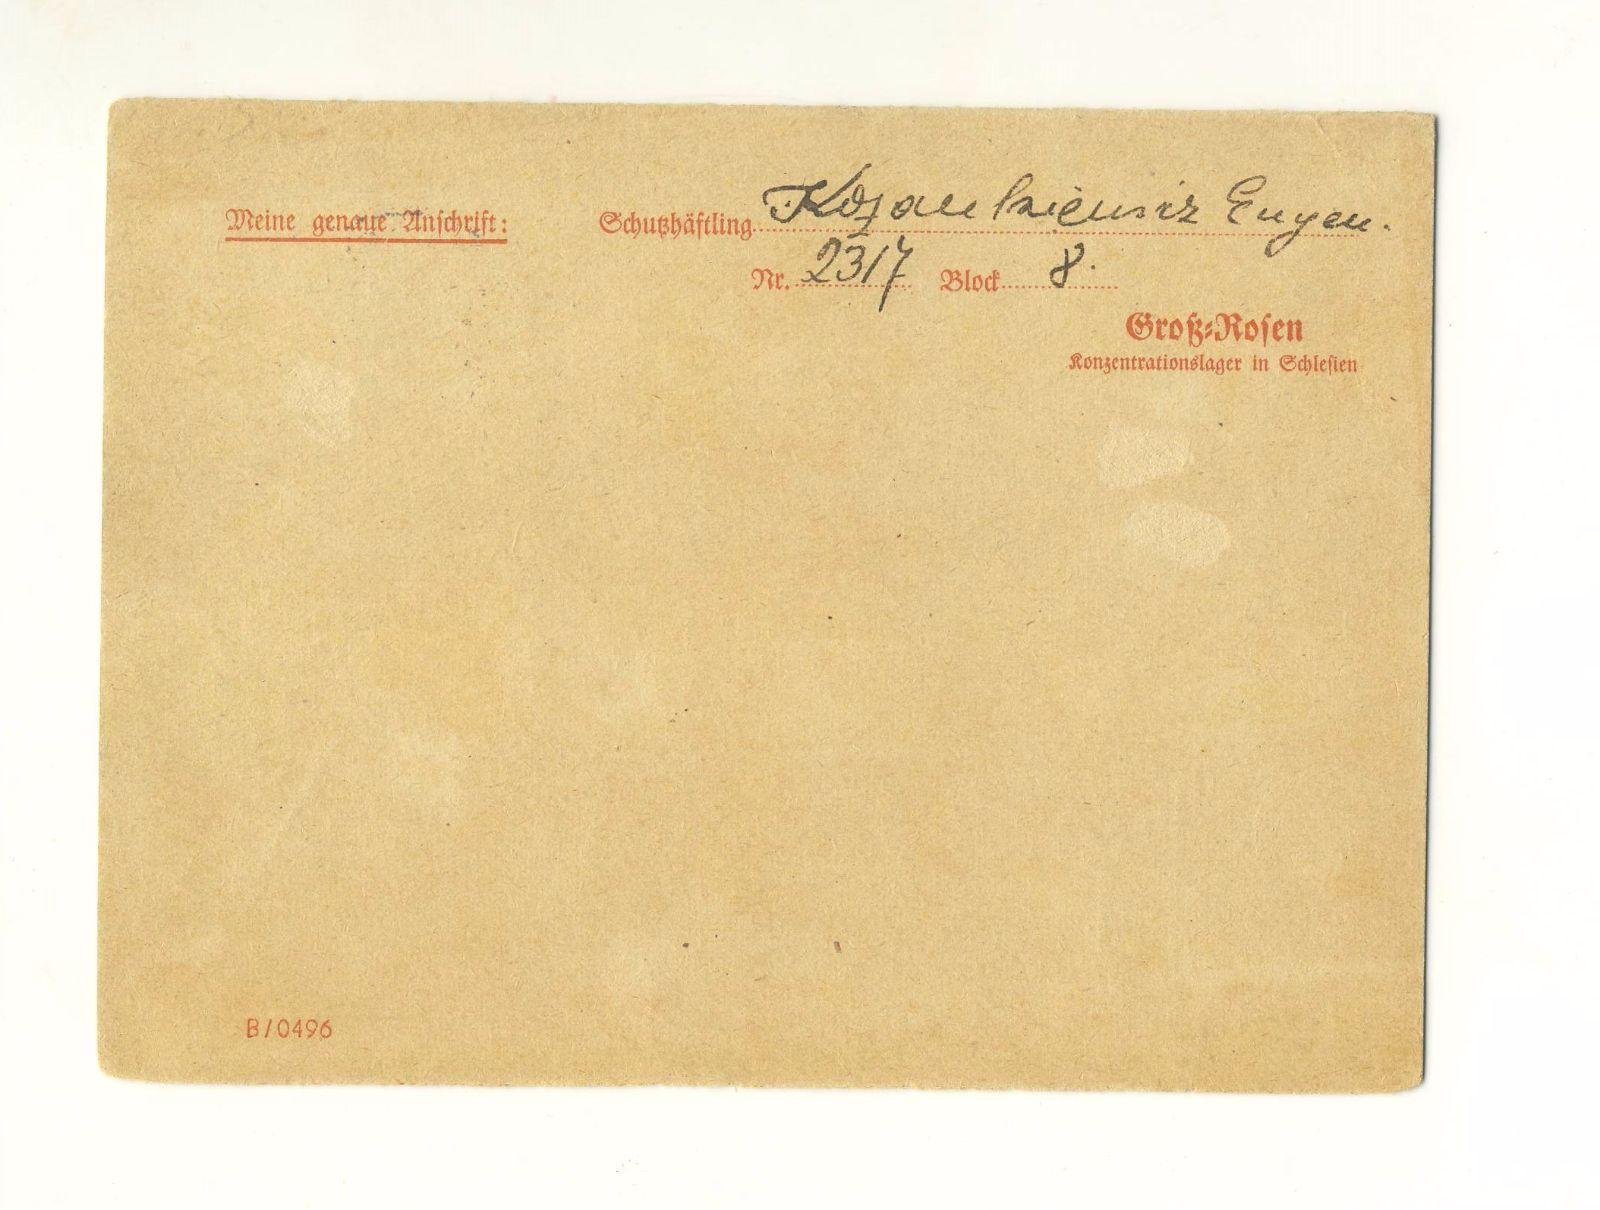 Meine genaue Anschrift: Schutzhäftling Eugen.
Nr. 2317 Block 8.
Groß-Rosen
Konzentrationslager in Schlesien
B/0496